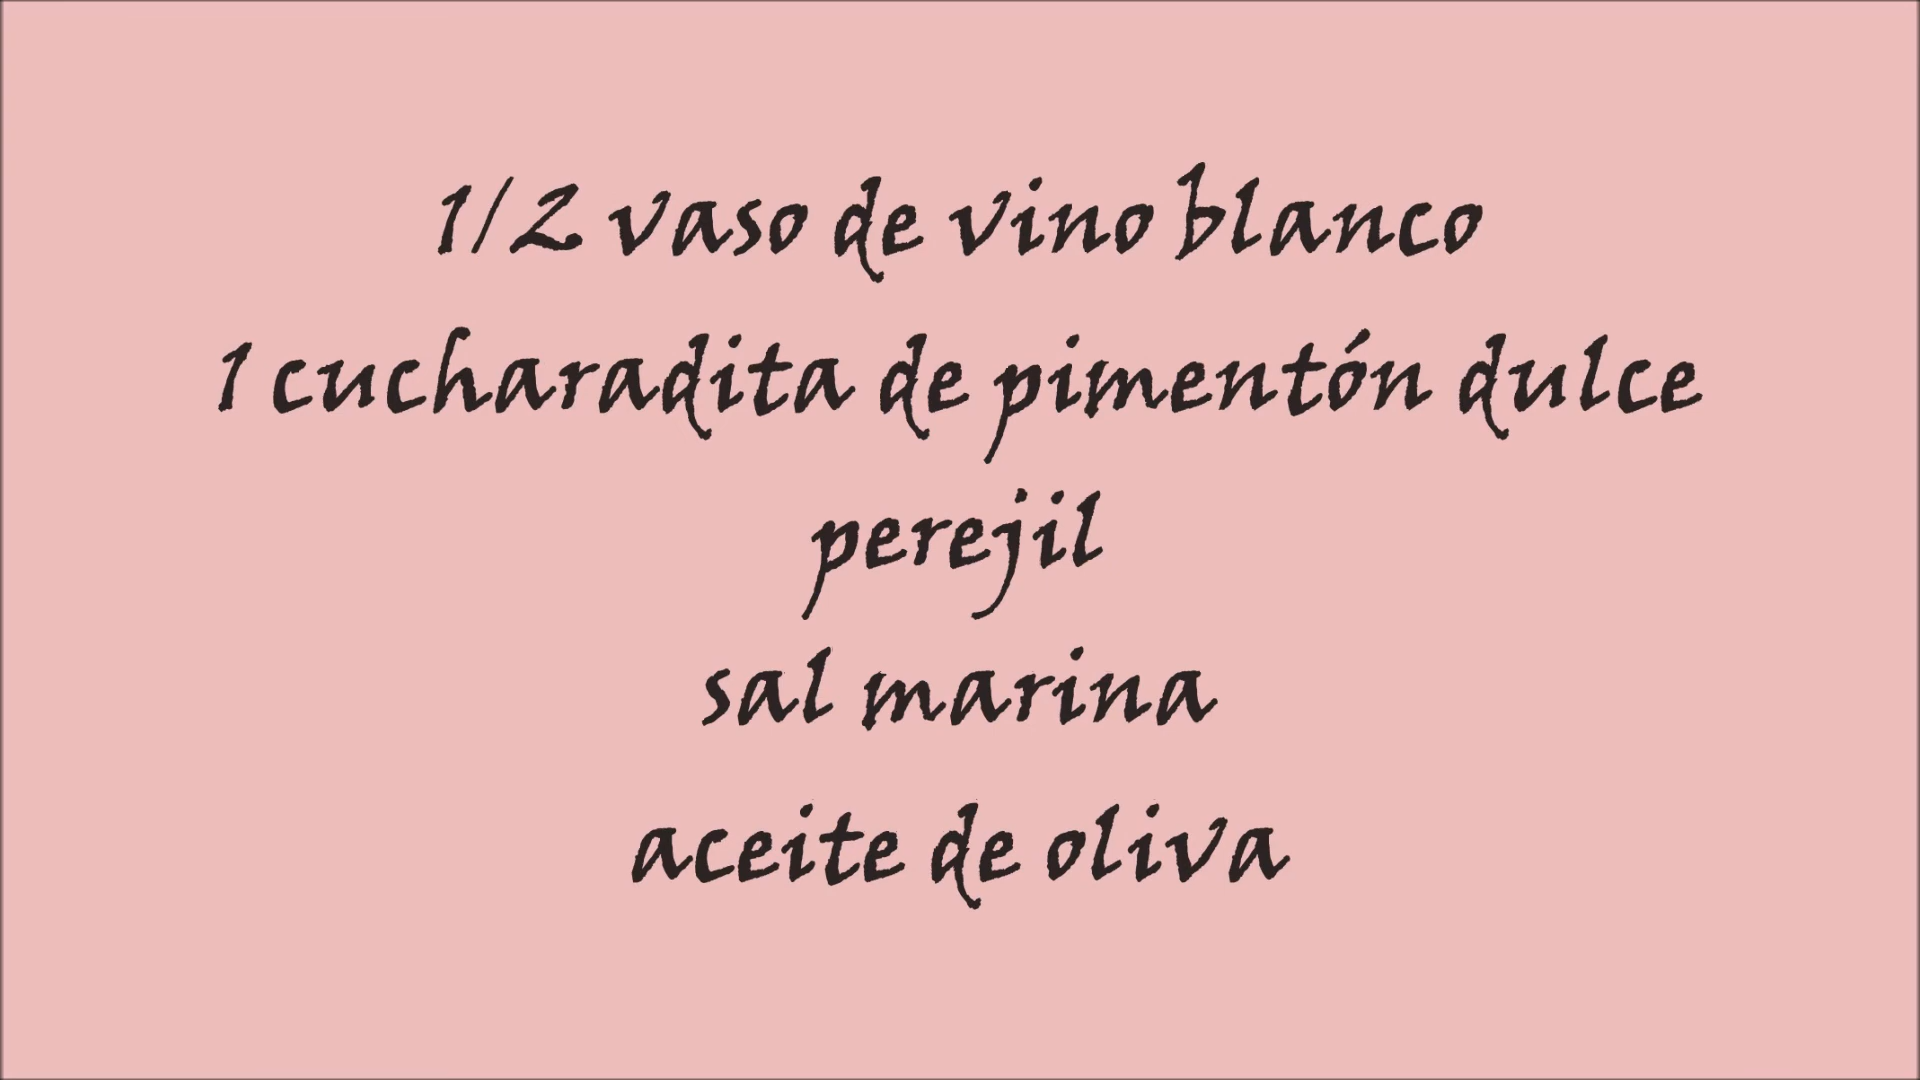 1/2 vaso de vino blanco
1 cucharadita de pimentón dulce
perejil
sal marina
aceite de oliva